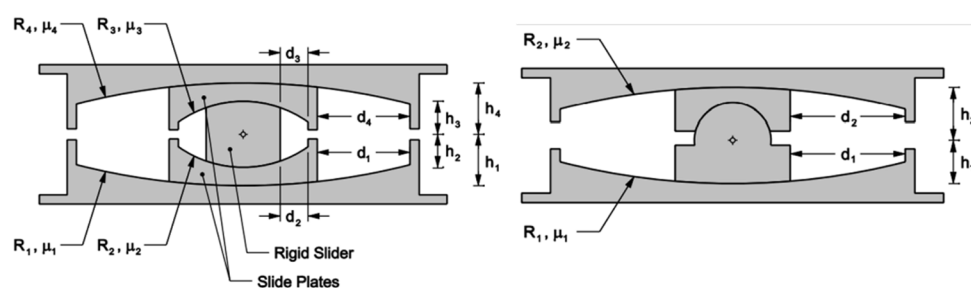 R₄, μ₄
R₃, μ₃
d₃
d₄
h₃
h₄
d₁
h₂
h₁
d₂
R₁, μ₁
R₂, μ₂
Rigid Slider
Slide Plates
R₂, μ₂
d₂
d₁
R₁, μ₁